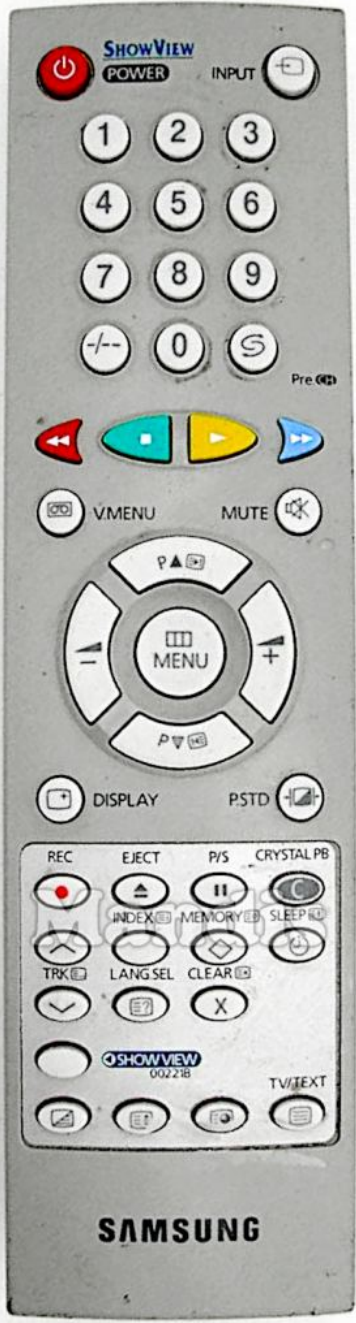 SHOWVIEW
POWER INPUT
1 2 3
4 5 6
7 8 9
-/-- 0
Pre CH
V.MENU MUTE
P
MENU
- +
P
DISPLAY P.STD
REC EJECT P/S CRYSTAL PB
C
INDEX MEMORY SLEEP
Mandis
TRK LANG SEL CLEAR
? X
SHOWVIEW
00221B
TV/TEXT
SAMSUNG